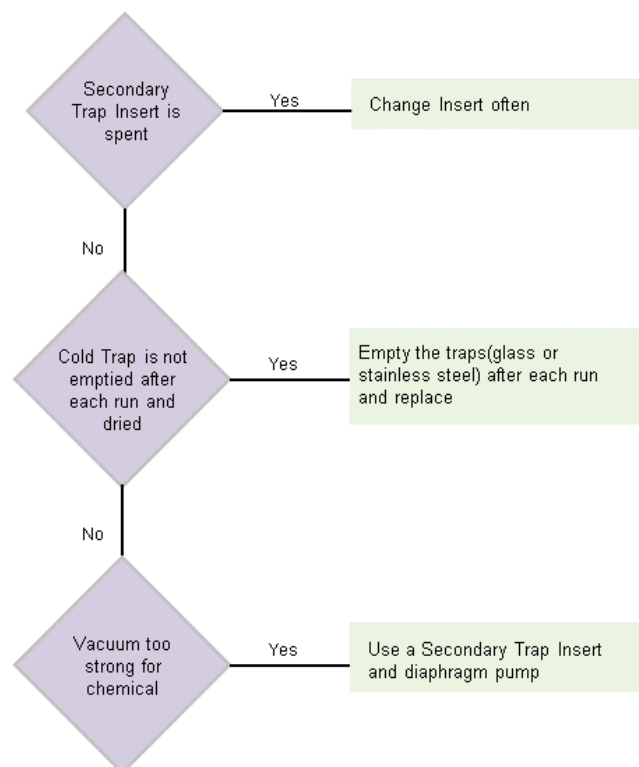 Secondary
Trap Insert is
spent
Yes
Change Insert often
No
Cold Trap is not
emptied after
each run and
dried
Yes
Empty the traps(glass or
stainless steel) after each run
and replace
No
Vacuum too
strong for
chemical
Yes
Use a Secondary Trap Insert
and diaphragm pump